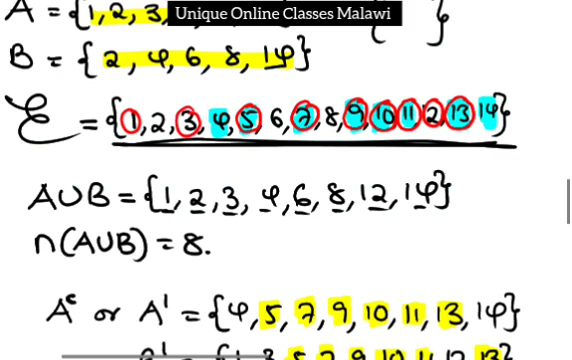 Unique Online Classes Malawi
A = {1, 2, 3,
B = {2, 4, 6, 8, 14}
ℰ = {1, 2, 3, 4, 5, 6, 7, 8, 9, 10, 11, 12, 13, 14}
A∪B = {1, 2, 3, 4, 6, 8, 12, 14}
n(A∪B) = 8.
Aᶜ or A' = {4, 5, 7, 9, 10, 11, 13, 14}